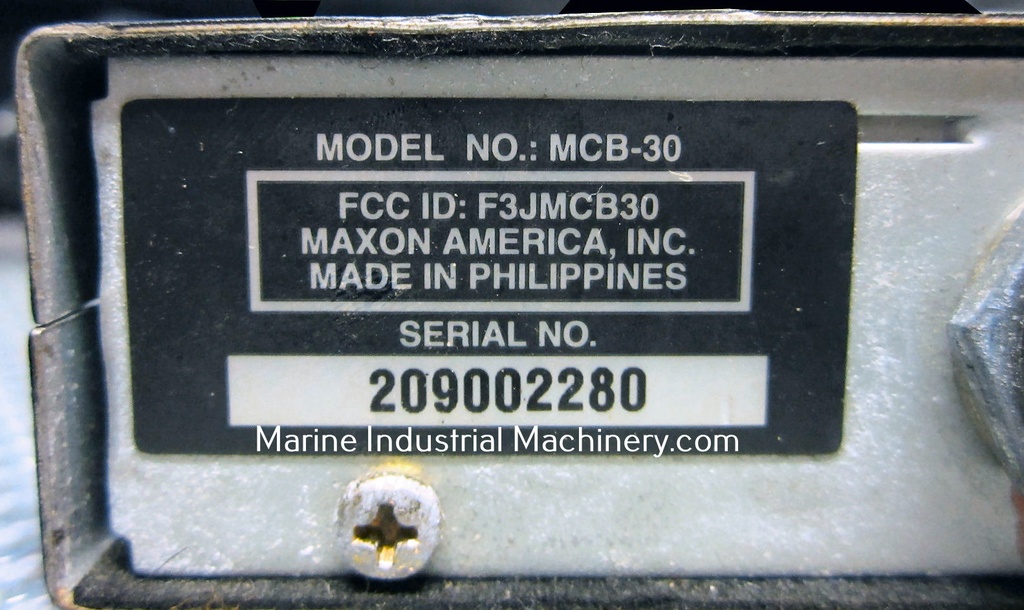 MODEL NO.: MCB-30
FCC ID: F3JMCB30
MAXON AMERICA, INC.
MADE IN PHILIPPINES
SERIAL NO.
209002280
Marine Industrial Machinery.com